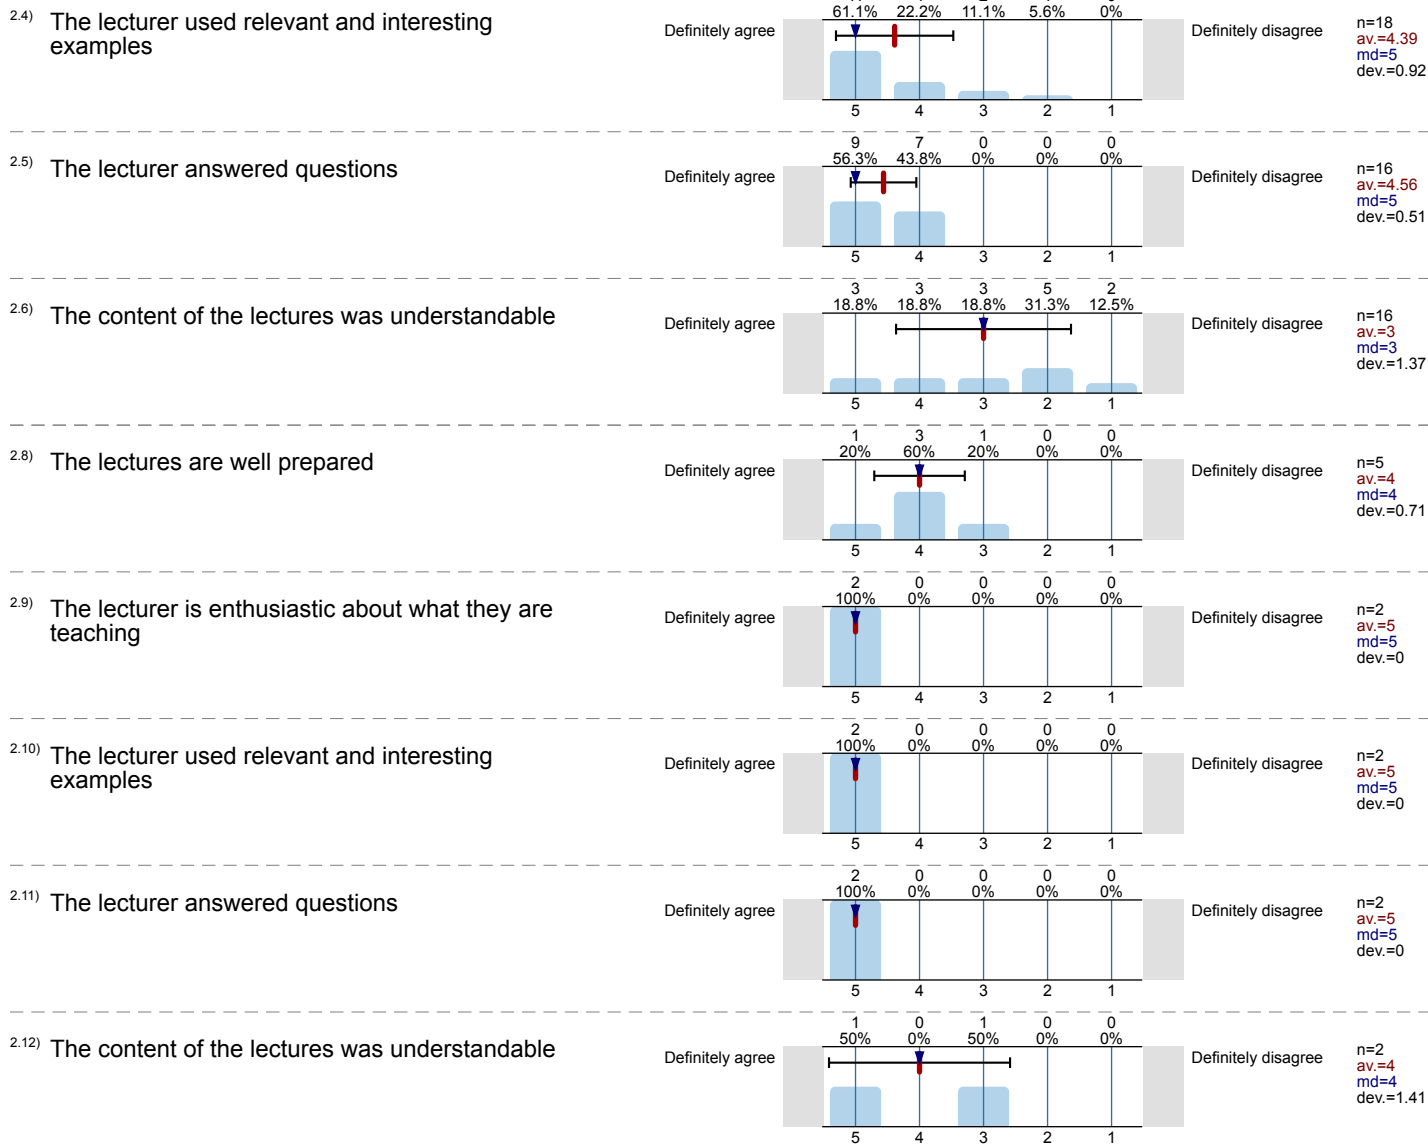 61.1% 22.2% 11.1% 5.6% 0%
2.4) The lecturer used relevant and interesting
examples
Definitely agree
Definitely disagree
n=18
av.=4.39
md=5
dev.=0.92
5 4 3 2 1
9 7 0 0 0
56.3% 43.8% 0% 0% 0%
2.5) The lecturer answered questions
Definitely agree
Definitely disagree
n=16
av.=4.56
md=5
dev.=0.51
5 4 3 2 1
3 3 3 5 2
18.8% 18.8% 18.8% 31.3% 12.5%
2.6) The content of the lectures was understandable
Definitely agree
Definitely disagree
n=16
av.=3
md=3
dev.=1.37
5 4 3 2 1
1 3 1 0 0
20% 60% 20% 0% 0%
2.8) The lectures are well prepared
Definitely agree
Definitely disagree
n=5
av.=4
md=4
dev.=0.71
5 4 3 2 1
2 0 0 0 0
100% 0% 0% 0% 0%
2.9) The lecturer is enthusiastic about what they are
teaching
Definitely agree
Definitely disagree
n=2
av.=5
md=5
dev.=0
5 4 3 2 1
2 0 0 0 0
100% 0% 0% 0% 0%
2.10) The lecturer used relevant and interesting
examples
Definitely agree
Definitely disagree
n=2
av.=5
md=5
dev.=0
5 4 3 2 1
2 0 0 0 0
100% 0% 0% 0% 0%
2.11) The lecturer answered questions
Definitely agree
Definitely disagree
n=2
av.=5
md=5
dev.=0
5 4 3 2 1
1 0 1 0 0
50% 0% 50% 0% 0%
2.12) The content of the lectures was understandable
Definitely agree
Definitely disagree
n=2
av.=4
md=4
dev.=1.41
5 4 3 2 1